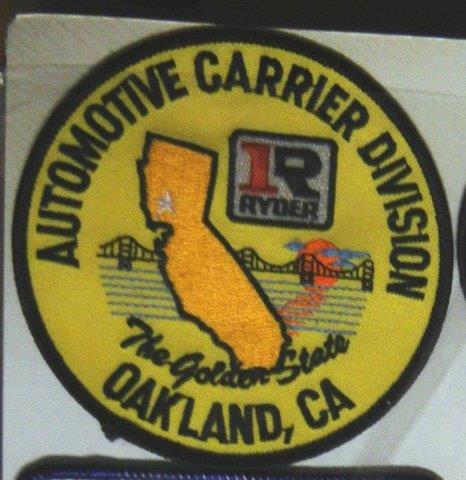 AUTOMOTIVE CARRIER DIVISION
R
RYDER
The Golden State
OAKLAND, CA